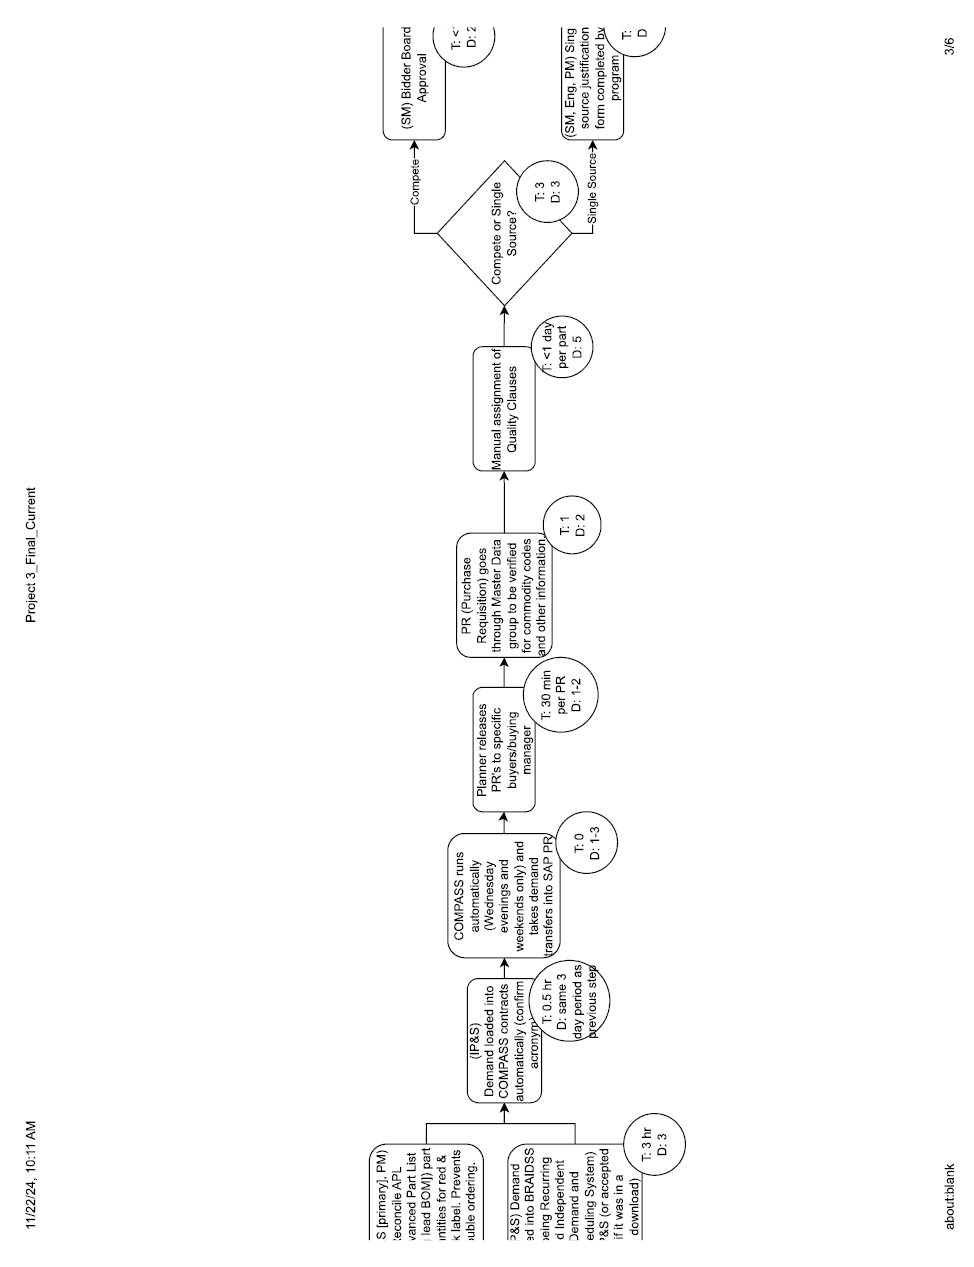 11/22/24, 10:11 AM
Project 3_Final_Current
S [primary], PM)
Reconcile APL
vanced Part List
g lead BOM]) part
antities for red &
k label. Prevents
ouble ordering.
P&S) Demand
ed into BRAIDSS
being Recurring
d Independent
Demand and
eduling System)
P&S (or accepted
if it was in a
download)
T: 3 hr
D: 3
(IP&S)
Demand loaded into
COMPASS contracts
automatically (confirm
acronym)
T: 0.5 hr
D: same 3
day period as
previous step
COMPASS runs
automatically
(Wednesday
evenings and
weekends only) and
takes demand
transfers into SAP PR
T: 0
D: 1-3
Planner releases
PR's to specific
buyers/buying
manager
T: 30 min
per PR
D: 1-2
PR (Purchase
Requisition) goes
through Master Data
group to be verified
for commodity codes
and other information.
T: 1
D: 2
Manual assignment of
Quality Clauses
T: <1 day
per part
D: 5
Compete or Single
Source?
T: 3
D: 3
Compete
(SM) Bidder Board
Approval
T: <
D: 2
Single Source
(SM, Eng, PM) Sing
source justification
form completed by
program
T:
D
about:blank
3/6